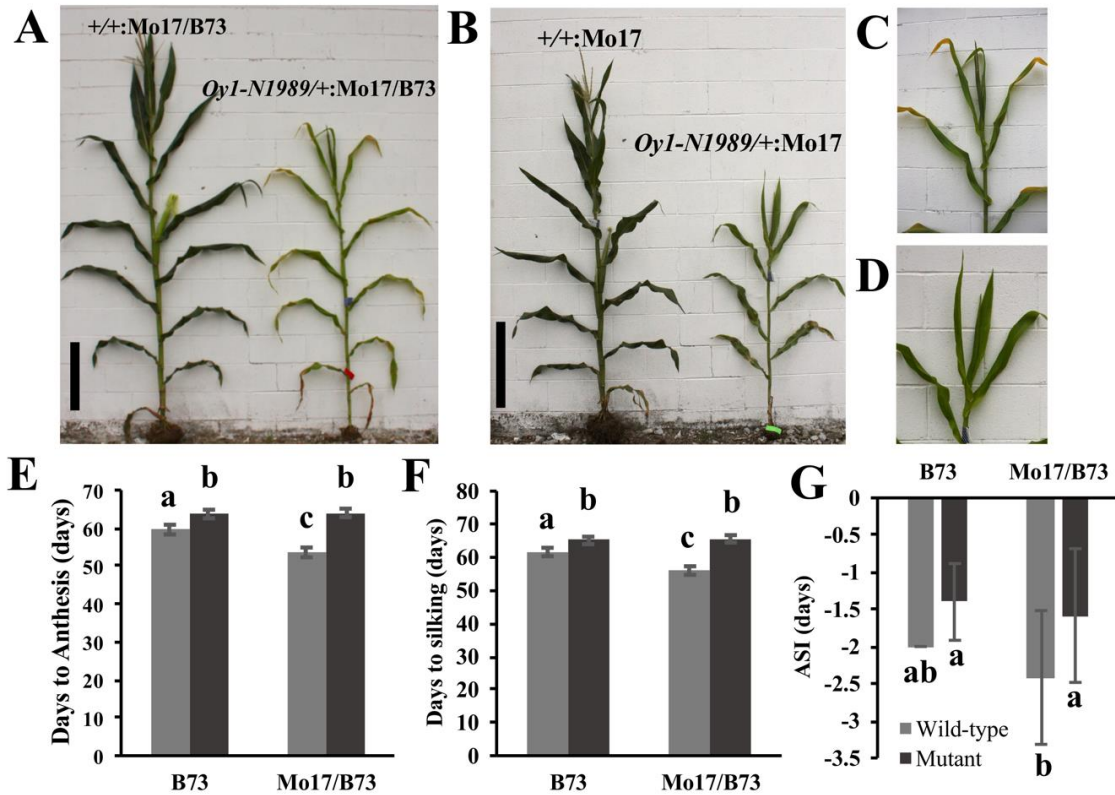 A
+/+:Mo17/B73
Oy1-N1989/+:Mo17/B73
B
+/+:Mo17
Oy1-N1989/+:Mo17
C
D
E
Days to Anthesis (days)
70
60
50
40
30
20
10
0
a
b
c
b
B73
Mo17/B73
F
Days to silking (days)
80
70
60
50
40
30
20
10
0
a
b
c
b
B73
Mo17/B73
G
B73
Mo17/B73
ASI (days)
0
-0.5
-1
-1.5
-2
-2.5
-3
-3.5
ab
a
b
a
Wild-type
Mutant